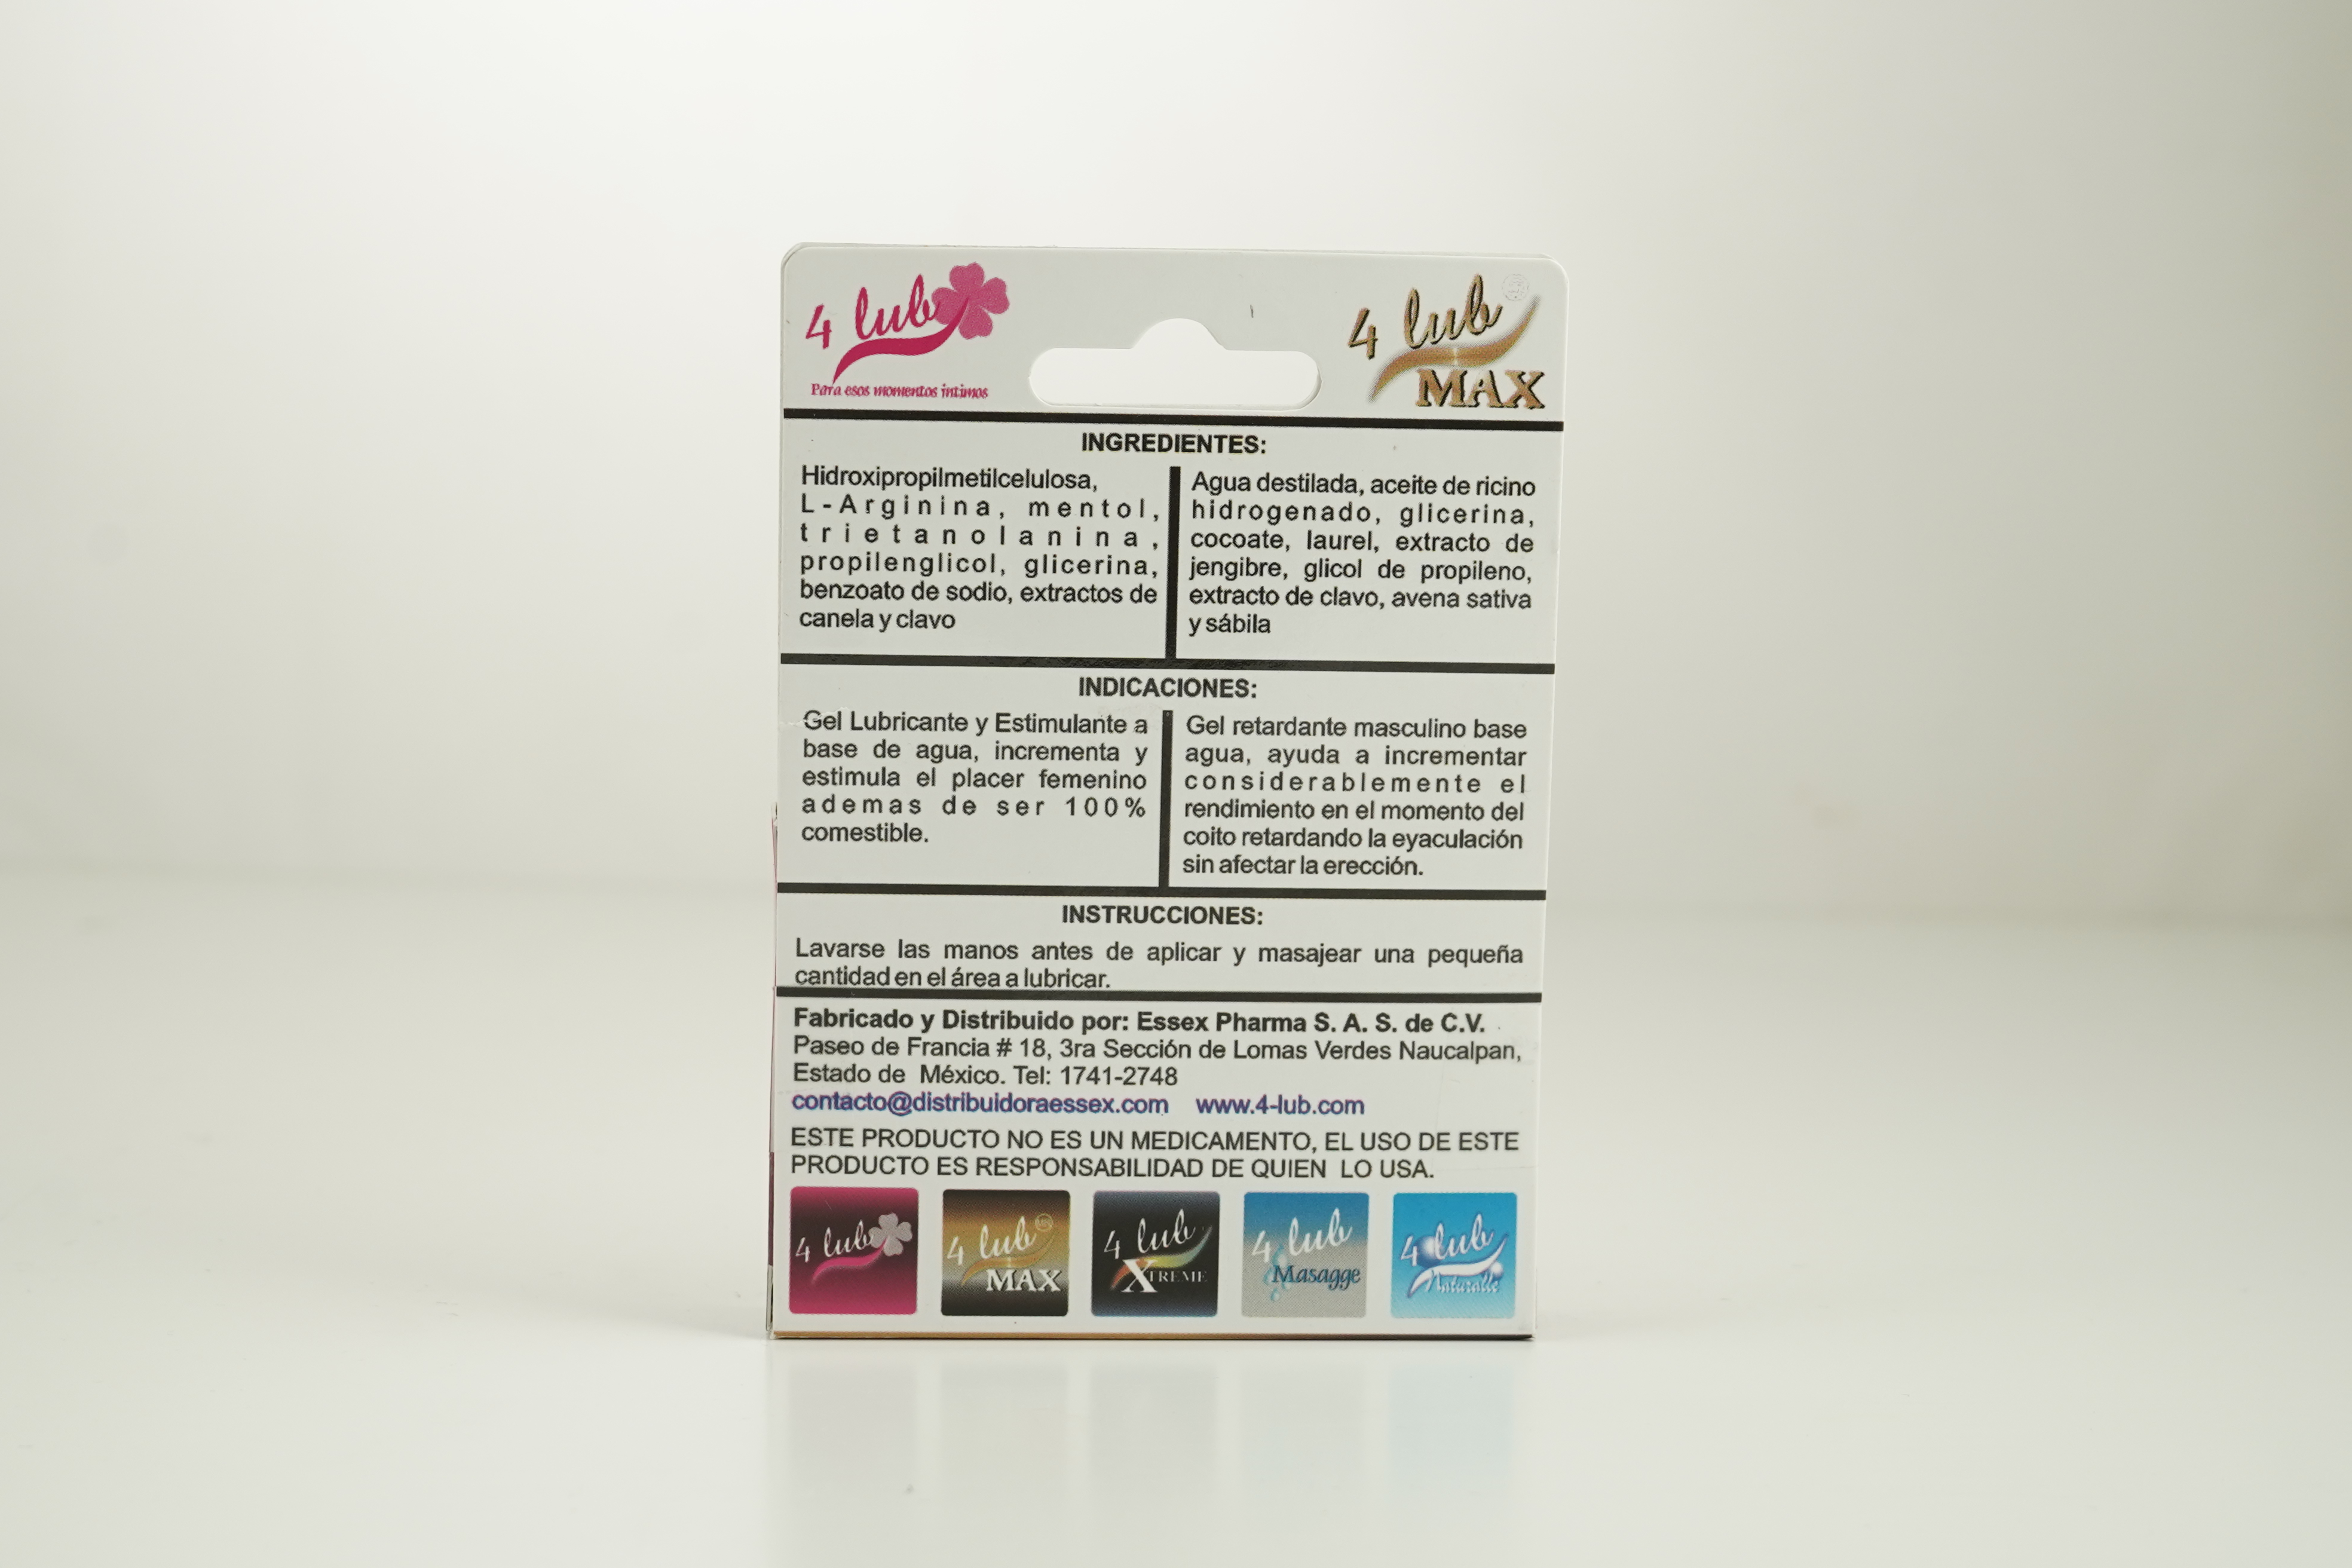 4 lub
Para esos momentos íntimos
4 lub
MAX
INGREDIENTES:
Hidroxipropilmetilcelulosa,
L-Arginina, mentol,
trietanolanina,
propilenglicol, glicerina,
benzoato de sodio, extractos de
canela y clavo
Agua destilada, aceite de ricino
hidrogenado, glicerina,
cocoate, laurel, extracto de
jengibre, glicol de propileno,
extracto de clavo, avena sativa
y sábila
INDICACIONES:
Gel Lubricante y Estimulante a
base de agua, incrementa y
estimula el placer femenino
ademas de ser 100%
comestible.
Gel retardante masculino base
agua, ayuda a incrementar
considerablemente el
rendimiento en el momento del
coito retardando la eyaculación
sin afectar la erección.
INSTRUCCIONES:
Lavarse las manos antes de aplicar y masajear una pequeña
cantidad en el área a lubricar.
Fabricado y Distribuido por: Essex Pharma S. A. S. de C.V.
Paseo de Francia # 18, 3ra Sección de Lomas Verdes Naucalpan,
Estado de México. Tel: 1741-2748
contacto@distribuidoraessex.com www.4-lub.com
ESTE PRODUCTO NO ES UN MEDICAMENTO, EL USO DE ESTE
PRODUCTO ES RESPONSABILIDAD DE QUIEN LO USA.
4 lub
4 lub
MAX
4 lub
XTREME
4 lub
Masagge
4 lub
Naturalle